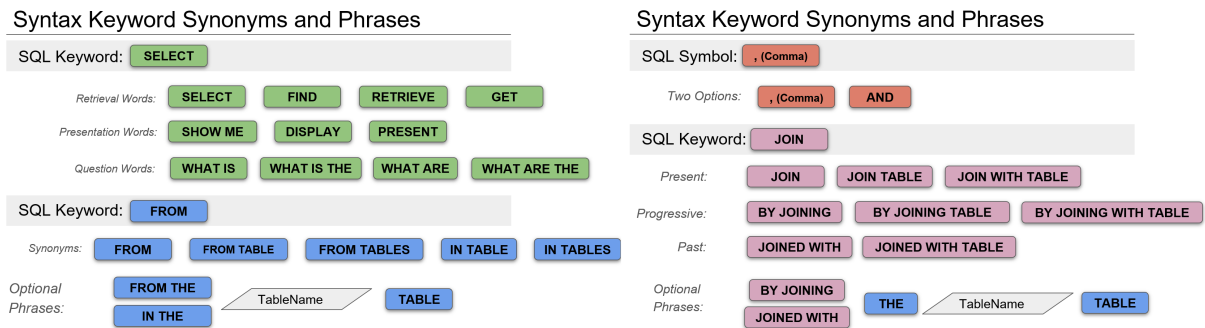 Syntax Keyword Synonyms and Phrases
SQL Keyword: SELECT
Retrieval Words: SELECT FIND RETRIEVE GET
Presentation Words: SHOW ME DISPLAY PRESENT
Question Words: WHAT IS WHAT IS THE WHAT ARE WHAT ARE THE
SQL Keyword: FROM
Synonyms: FROM FROM TABLE FROM TABLES IN TABLE IN TABLES
Optional Phrases: FROM THE IN THE TableName TABLE
Syntax Keyword Synonyms and Phrases
SQL Symbol: , (Comma)
Two Options: , (Comma) AND
SQL Keyword: JOIN
Present: JOIN JOIN TABLE JOIN WITH TABLE
Progressive: BY JOINING BY JOINING TABLE BY JOINING WITH TABLE
Past: JOINED WITH JOINED WITH TABLE
Optional Phrases: BY JOINING JOINED WITH THE TableName TABLE